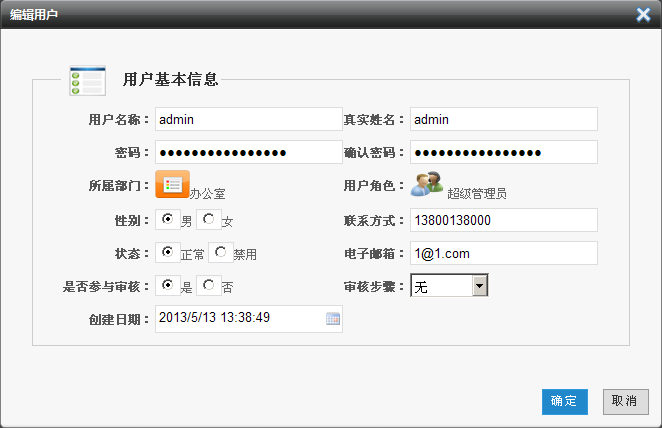 编辑用户
用户基本信息
用户名称： admin 真实姓名： admin
密码： ●●●●●●●●●●●●●●●● 确认密码： ●●●●●●●●●●●●●●●●
所属部门： 办公室 用户角色： 超级管理员
性别： 男 女 联系方式： 13800138000
状态： 正常 禁用 电子邮箱： 1@1.com
是否参与审核： 是 否 审核步骤： 无
创建日期： 2013/5/13 13:38:49
确定 取消